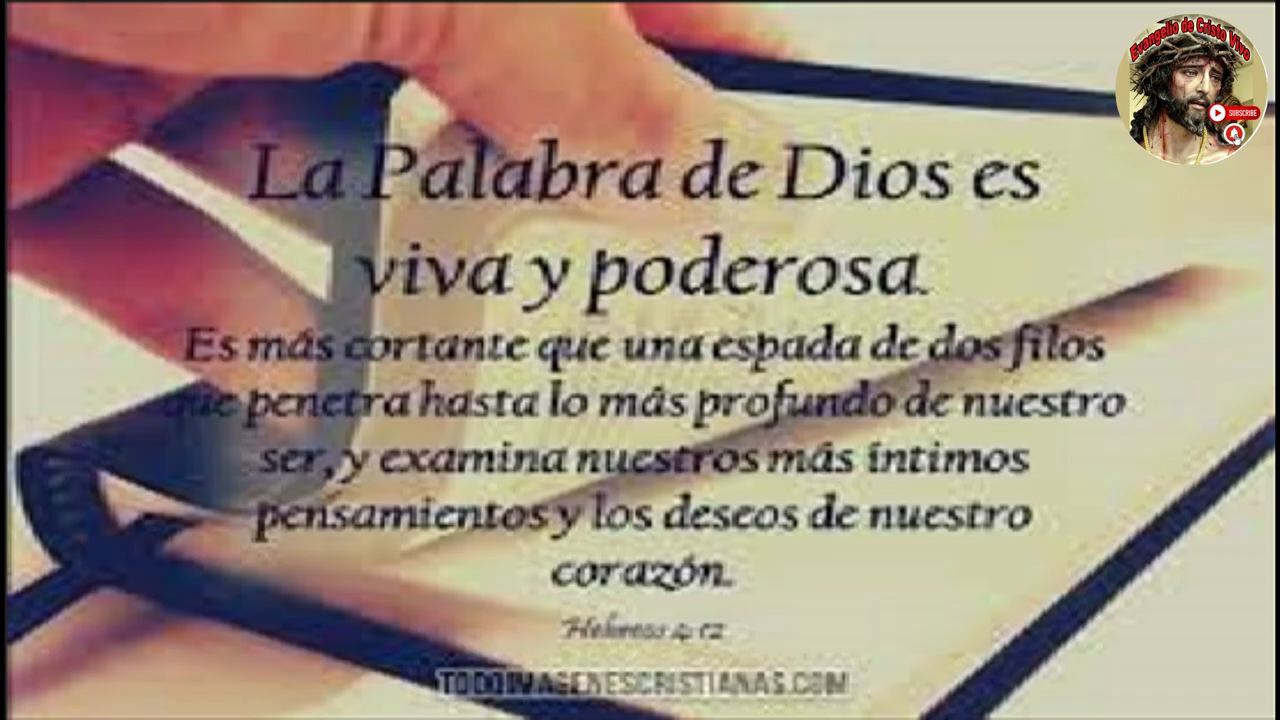 Evangelio de Cristo Vivo
SUBSCRIBE
La Palabra de Dios es
viva y poderosa.
Es más cortante que una espada de dos filos
que penetra hasta lo más profundo de nuestro
ser, y examina nuestros más íntimos
pensamientos y los deseos de nuestro
corazón.
Hebreos 4:12
TODOIMAGENESCRISTIANAS.COM